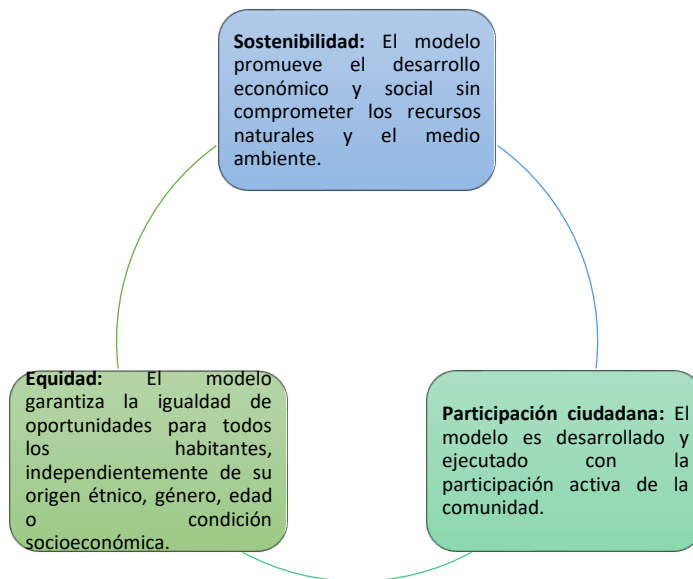 Sostenibilidad: El modelo
promueve el desarrollo
económico y social sin
comprometer los recursos
naturales y el medio
ambiente.
Equidad: El modelo
garantiza la igualdad de
oportunidades para todos
los habitantes,
independientemente de su
origen étnico, género, edad
o condición
socioeconómica.
Participación ciudadana: El
modelo es desarrollado y
ejecutado con la
participación activa de la
comunidad.